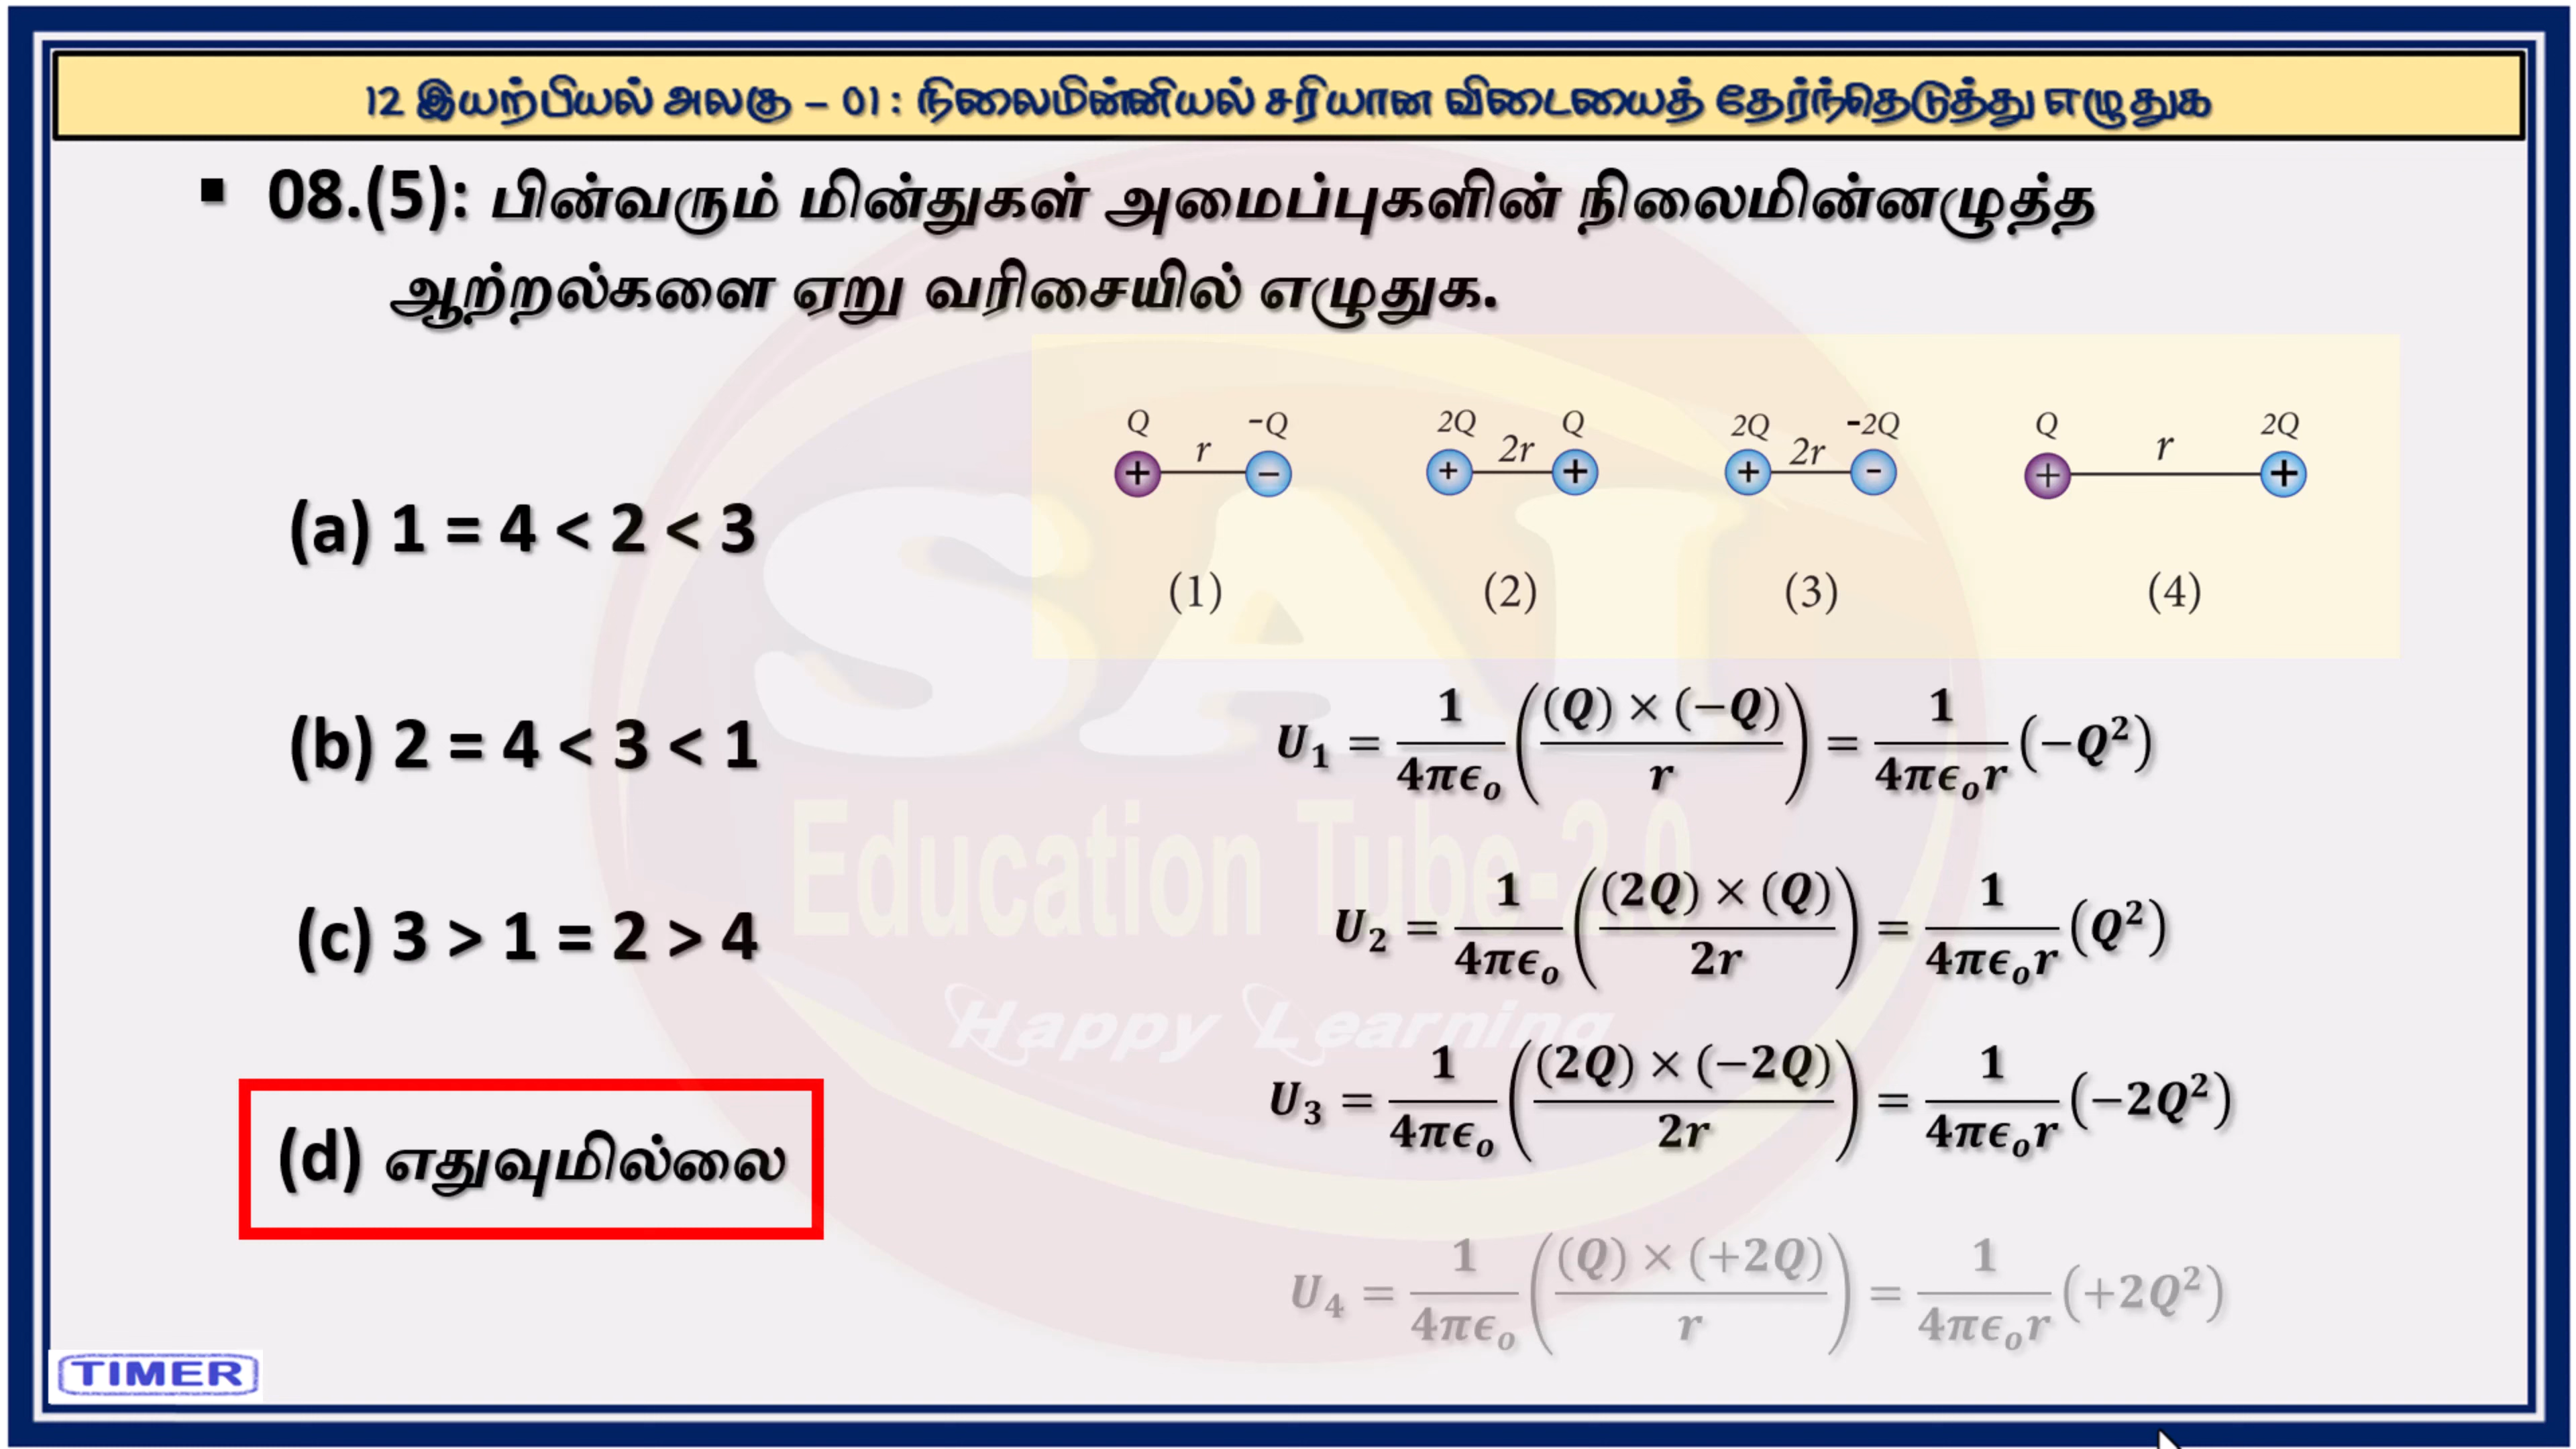 12 இயற்பியல் அலகு – 01 : நிலைமின்னியல் சரியான விடையைத் தேர்ந்தெடுத்து எழுதுக
▪ 08.(5): பின்வரும் மின்துகள் அமைப்புகளின் நிலைமின்னழுத்த
ஆற்றல்களை ஏறு வரிசையில் எழுதுக.
Q r -Q
+ −
(1)
2Q 2r Q
+ +
(2)
2Q 2r -2Q
+ -
(3)
Q r 2Q
+ +
(4)
(a) 1 = 4 < 2 < 3
(b) 2 = 4 < 3 < 1
(c) 3 > 1 = 2 > 4
(d) எதுவுமில்லை
U₁ = 1/4πϵₒ ((Q) × (−Q)/r) = 1/4πϵₒr (−Q²)
U₂ = 1/4πϵₒ ((2Q) × (Q)/2r) = 1/4πϵₒr (Q²)
U₃ = 1/4πϵₒ ((2Q) × (−2Q)/2r) = 1/4πϵₒr (−2Q²)
U₄ = 1/4πϵₒ ((Q) × (+2Q)/r) = 1/4πϵₒr (+2Q²)
SAI
Education Tube-2.0
Happy Learning
TIMER